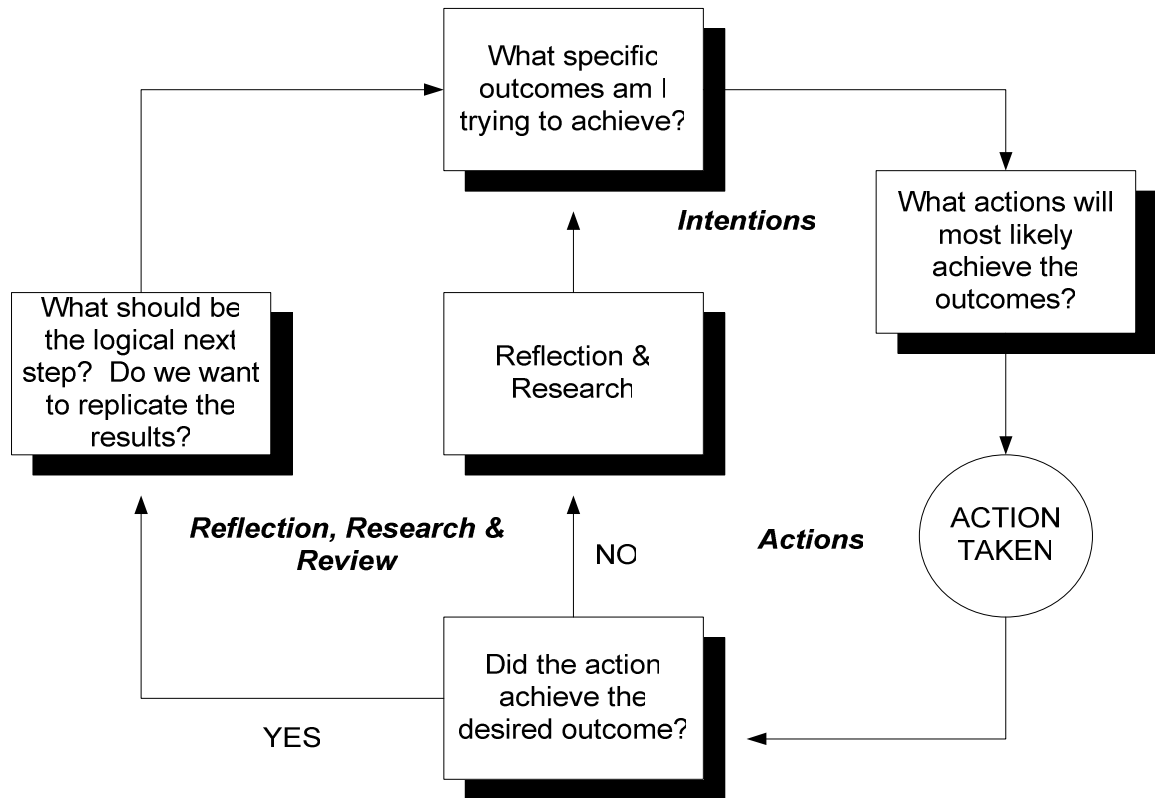 What specific
outcomes am I
trying to achieve?
What actions will
most likely
achieve the
outcomes?
Intentions
What should be
the logical next
step?  Do we want
to replicate the
results?
Reflection &
Research
ACTION
TAKEN
Reflection, Research &
Review
Actions
NO
Did the action
achieve the
desired outcome?
YES